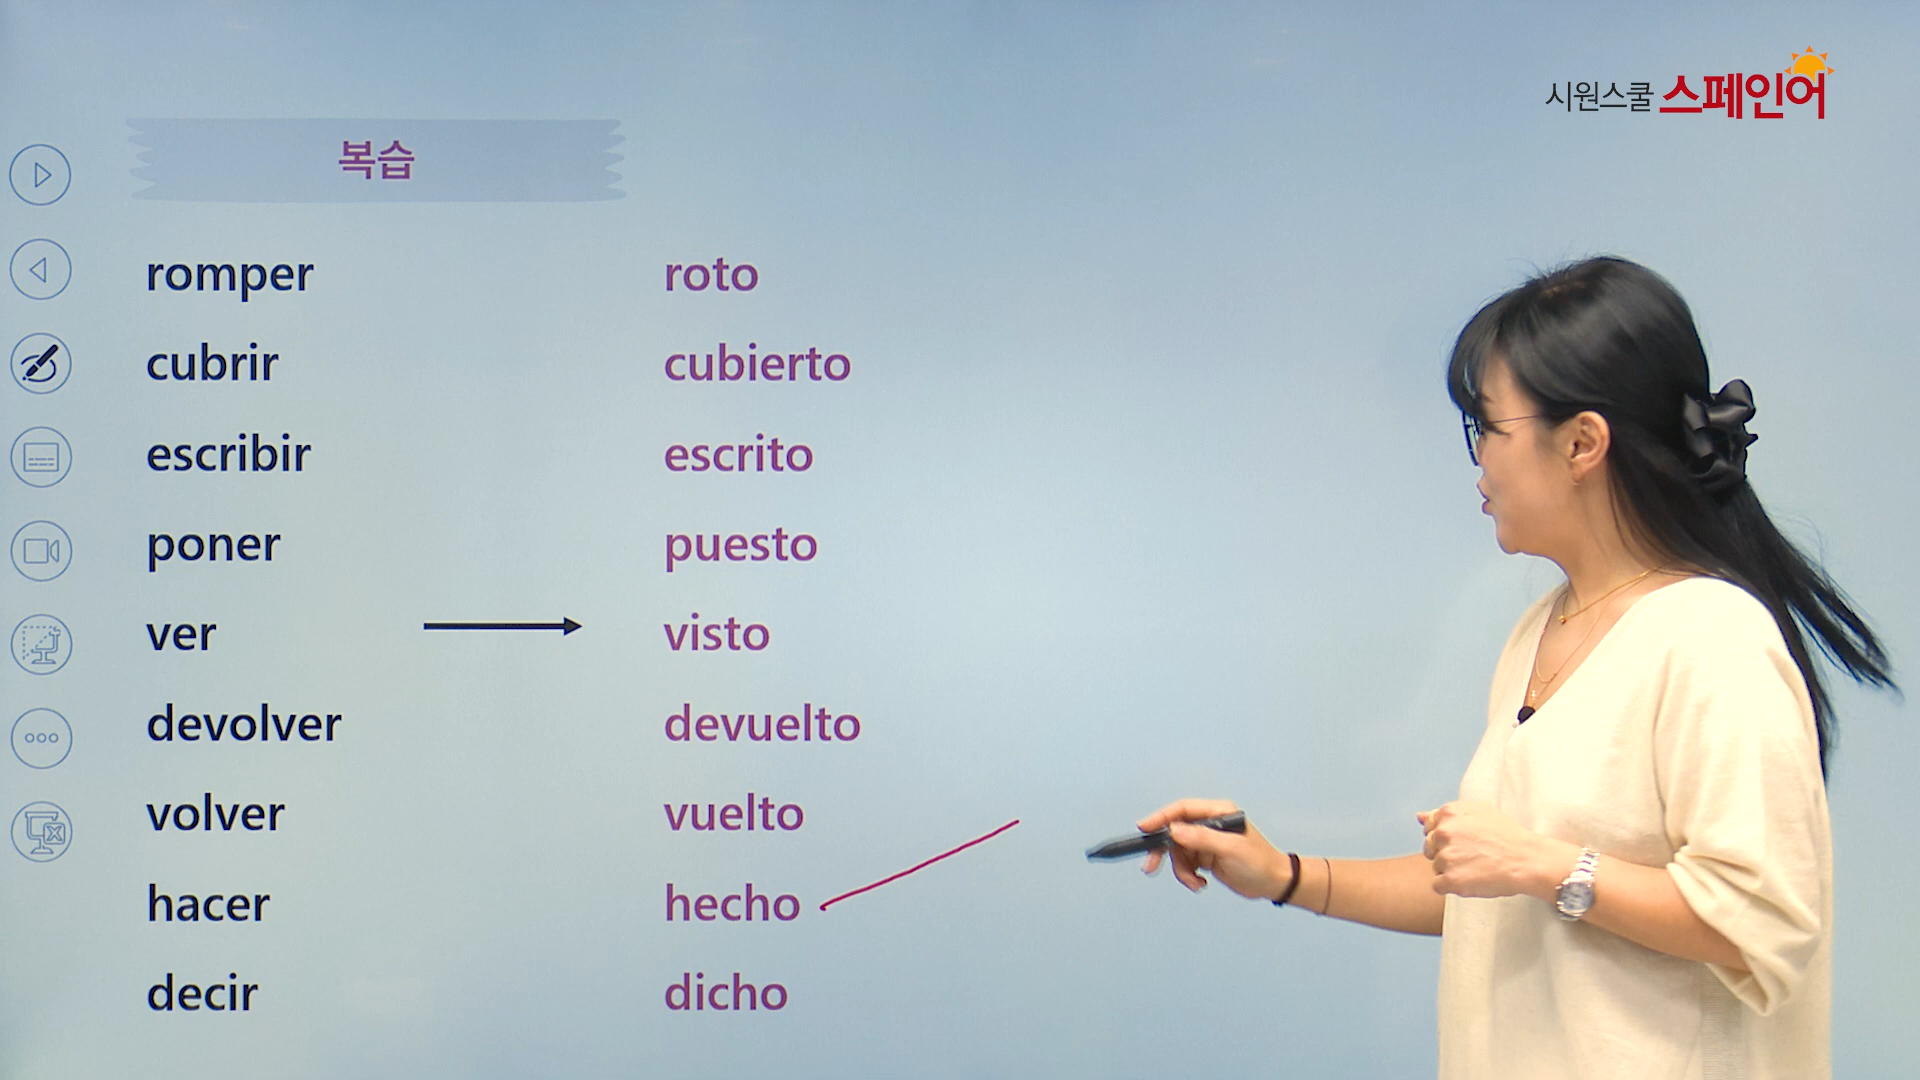 시원스쿨 스페인어
복습
romper roto
cubrir cubierto
escribir escrito
poner puesto
ver visto
devolver devuelto
volver vuelto
hacer hecho
decir dicho